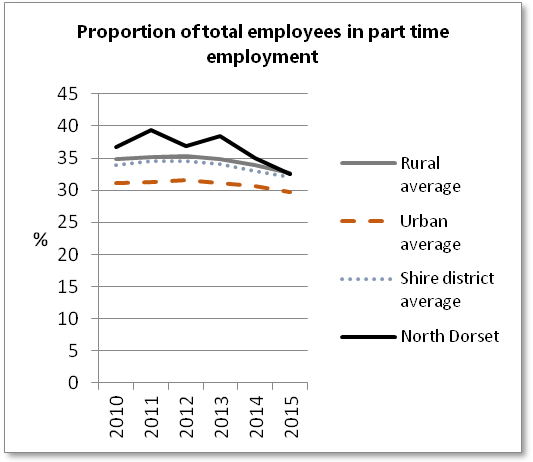 Proportion of total employees in part time
employment
45
40
35
30
25
20
15
10
5
0
%
2010
2011
2012
2013
2014
2015
Rural
average
Urban
average
Shire district
average
North Dorset